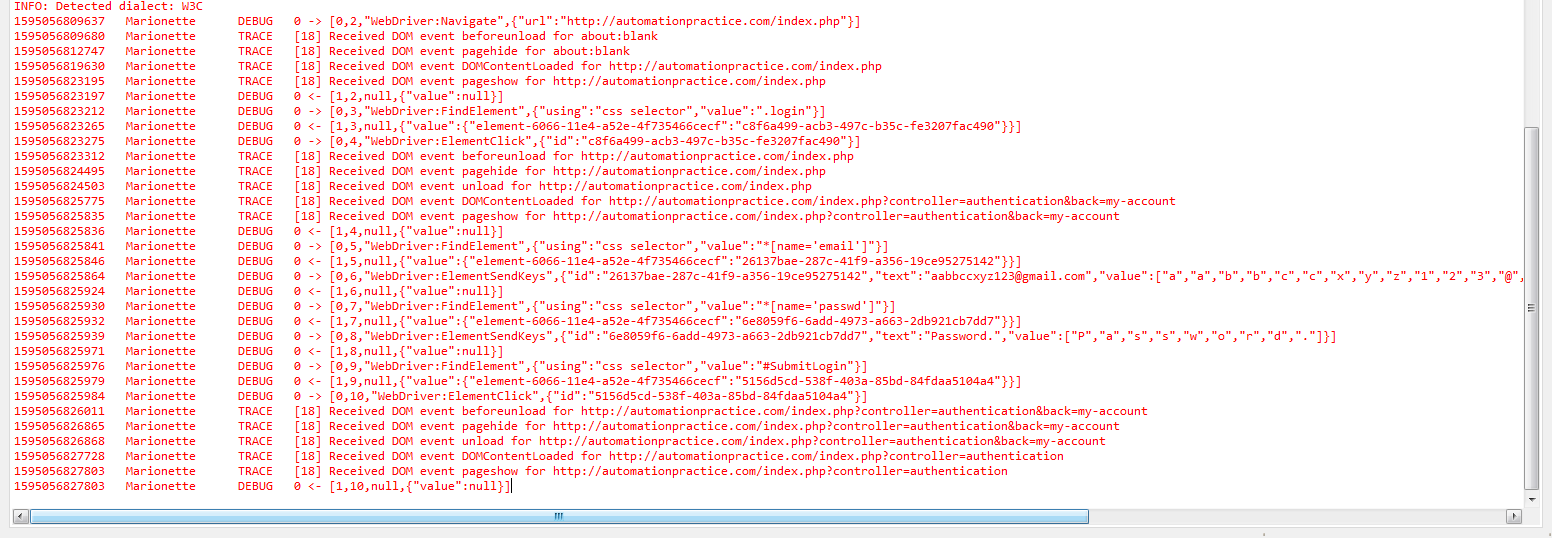 INFO: Detected dialect: W3C
1595056809637 Marionette DEBUG 0 -> [0,2,"WebDriver:Navigate",{"url":"http://automationpractice.com/index.php"}]
1595056809680 Marionette TRACE [18] Received DOM event beforeunload for about:blank
1595056812747 Marionette TRACE [18] Received DOM event pagehide for about:blank
1595056819630 Marionette TRACE [18] Received DOM event DOMContentLoaded for http://automationpractice.com/index.php
1595056823195 Marionette TRACE [18] Received DOM event pageshow for http://automationpractice.com/index.php
1595056823197 Marionette DEBUG 0 <- [1,2,null,{"value":null}]
1595056823212 Marionette DEBUG 0 -> [0,3,"WebDriver:FindElement",{"using":"css selector","value":".login"}]
1595056823265 Marionette DEBUG 0 <- [1,3,null,{"value":{"element-6066-11e4-a52e-4f735466cecf":"c8f6a499-acb3-497c-b35c-fe3207fac490"}}]
1595056823275 Marionette DEBUG 0 -> [0,4,"WebDriver:ElementClick",{"id":"c8f6a499-acb3-497c-b35c-fe3207fac490"}]
1595056823312 Marionette TRACE [18] Received DOM event beforeunload for http://automationpractice.com/index.php
1595056824495 Marionette TRACE [18] Received DOM event pagehide for http://automationpractice.com/index.php
1595056824503 Marionette TRACE [18] Received DOM event unload for http://automationpractice.com/index.php
1595056825775 Marionette TRACE [18] Received DOM event DOMContentLoaded for http://automationpractice.com/index.php?controller=authentication&back=my-account
1595056825835 Marionette TRACE [18] Received DOM event pageshow for http://automationpractice.com/index.php?controller=authentication&back=my-account
1595056825836 Marionette DEBUG 0 <- [1,4,null,{"value":null}]
1595056825841 Marionette DEBUG 0 -> [0,5,"WebDriver:FindElement",{"using":"css selector","value":"*[name='email']"}]
1595056825846 Marionette DEBUG 0 <- [1,5,null,{"value":{"element-6066-11e4-a52e-4f735466cecf":"26137bae-287c-41f9-a356-19ce95275142"}}]
1595056825864 Marionette DEBUG 0 -> [0,6,"WebDriver:ElementSendKeys",{"id":"26137bae-287c-41f9-a356-19ce95275142","text":"aabbccxyz123@gmail.com","value":["a","a","b","b","c","c","x","y","z","1","2","3","@",
1595056825924 Marionette DEBUG 0 <- [1,6,null,{"value":null}]
1595056825930 Marionette DEBUG 0 -> [0,7,"WebDriver:FindElement",{"using":"css selector","value":"*[name='passwd']"}]
1595056825932 Marionette DEBUG 0 <- [1,7,null,{"value":{"element-6066-11e4-a52e-4f735466cecf":"6e8059f6-6add-4973-a663-2db921cb7dd7"}}]
1595056825939 Marionette DEBUG 0 -> [0,8,"WebDriver:ElementSendKeys",{"id":"6e8059f6-6add-4973-a663-2db921cb7dd7","text":"Password.","value":["P","a","s","s","w","o","r","d","."]}]
1595056825971 Marionette DEBUG 0 <- [1,8,null,{"value":null}]
1595056825976 Marionette DEBUG 0 -> [0,9,"WebDriver:FindElement",{"using":"css selector","value":"#SubmitLogin"}]
1595056825979 Marionette DEBUG 0 <- [1,9,null,{"value":{"element-6066-11e4-a52e-4f735466cecf":"5156d5cd-538f-403a-85bd-84fdaa5104a4"}}]
1595056825984 Marionette DEBUG 0 -> [0,10,"WebDriver:ElementClick",{"id":"5156d5cd-538f-403a-85bd-84fdaa5104a4"}]
1595056826011 Marionette TRACE [18] Received DOM event beforeunload for http://automationpractice.com/index.php?controller=authentication&back=my-account
1595056826865 Marionette TRACE [18] Received DOM event pagehide for http://automationpractice.com/index.php?controller=authentication&back=my-account
1595056826868 Marionette TRACE [18] Received DOM event unload for http://automationpractice.com/index.php?controller=authentication&back=my-account
1595056827728 Marionette TRACE [18] Received DOM event DOMContentLoaded for http://automationpractice.com/index.php?controller=authentication
1595056827803 Marionette TRACE [18] Received DOM event pageshow for http://automationpractice.com/index.php?controller=authentication
1595056827803 Marionette DEBUG 0 <- [1,10,null,{"value":null}]